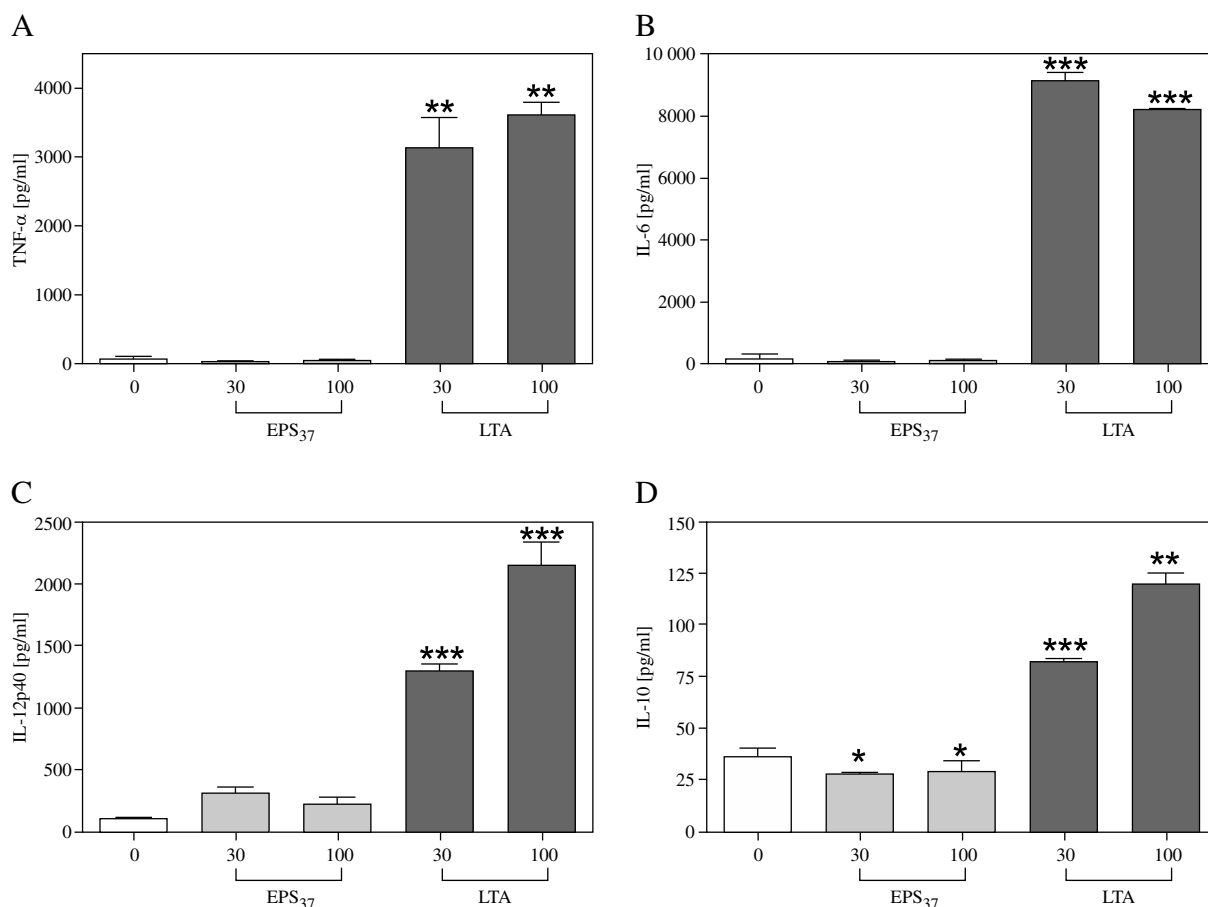 A
TNF-α [pg/ml]
4000
3000
2000
1000
0
** **
0 30 100 30 100
EPS37 LTA
B
IL-6 [pg/ml]
10 000
8000
6000
4000
2000
0
*** ***
0 30 100 30 100
EPS37 LTA
C
IL-12p40 [pg/ml]
2500
2000
1500
1000
500
0
*** ***
0 30 100 30 100
EPS37 LTA
D
IL-10 [pg/ml]
150
125
100
75
50
25
0
* * *** **
0 30 100 30 100
EPS37 LTA